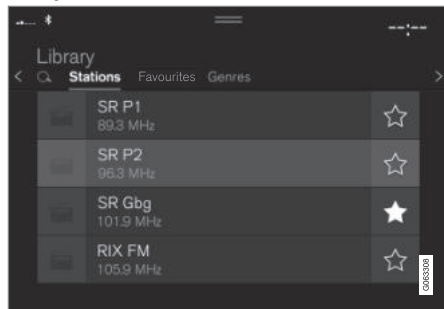 --:--
Library
Stations Favourites Genres
SR P1
89.3 MHz
SR P2
96.3 MHz
SR Gbg
101.9 MHz
RIX FM
105.9 MHz
G063308